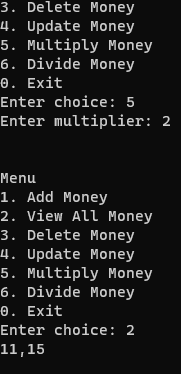 3. Delete Money
4. Update Money
5. Multiply Money
6. Divide Money
0. Exit
Enter choice: 5
Enter multiplier: 2
Menu
1. Add Money
2. View All Money
3. Delete Money
4. Update Money
5. Multiply Money
6. Divide Money
0. Exit
Enter choice: 2
11,15